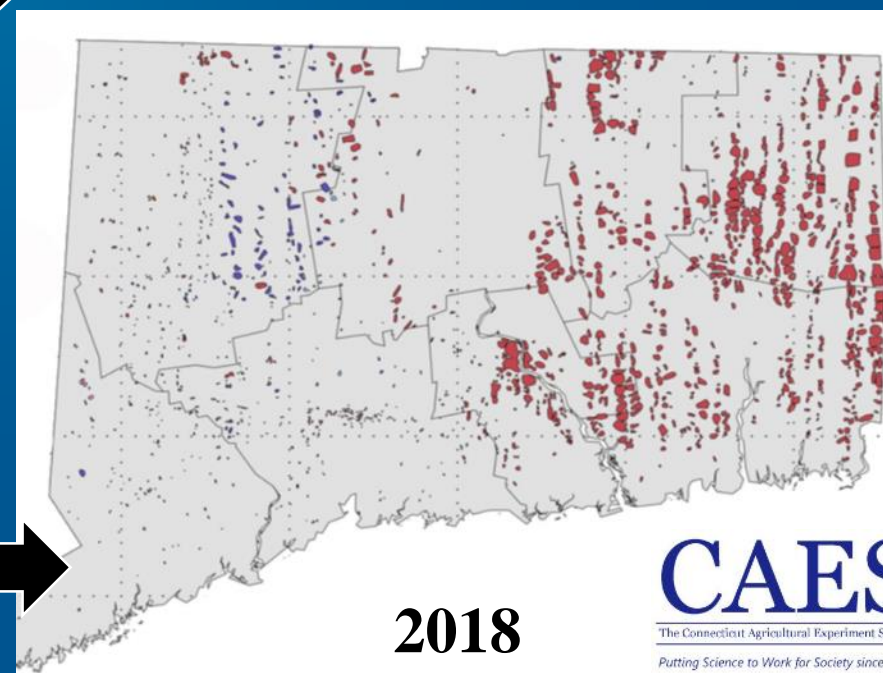 2018
CAES
The Connecticut Agricultural Experiment S
Putting Science to Work for Society since